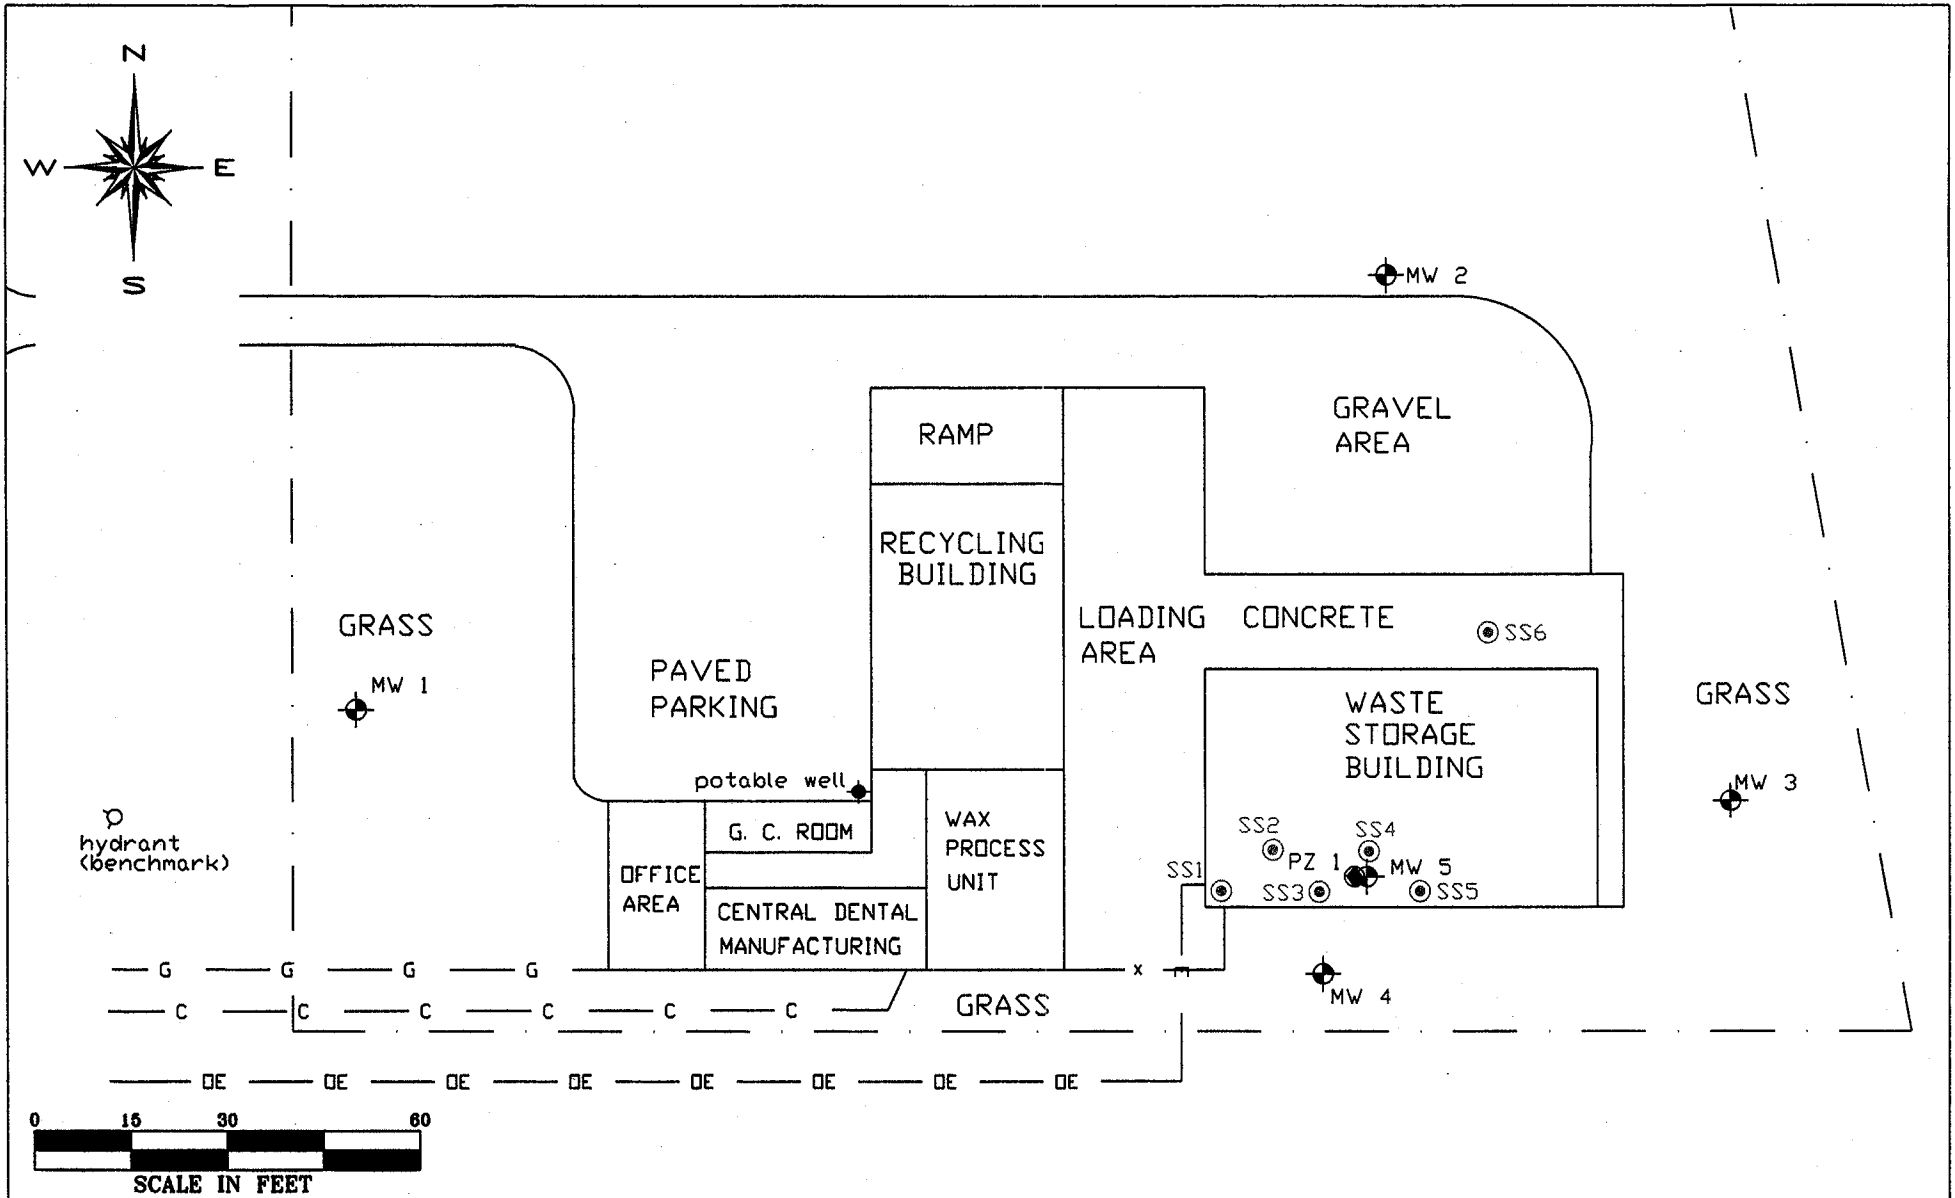 N
W E
S
MW 2
GRAVEL
AREA
RAMP
RECYCLING
BUILDING
LOADING CONCRETE
AREA
SS6
GRASS
MW 1
PAVED
PARKING
WASTE
STORAGE
BUILDING
GRASS
MW 3
potable well
hydrant
(benchmark)
G. C. ROOM
WAX
PROCESS
UNIT
OFFICE
AREA
CENTRAL DENTAL
MANUFACTURING
SS2
SS4
PZ 1
MW 5
SS1
SS3
SS5
G G G G
x
C C C C C C
GRASS
MW 4
OE OE OE OE OE OE OE OE
0 15 30 60
SCALE IN FEET